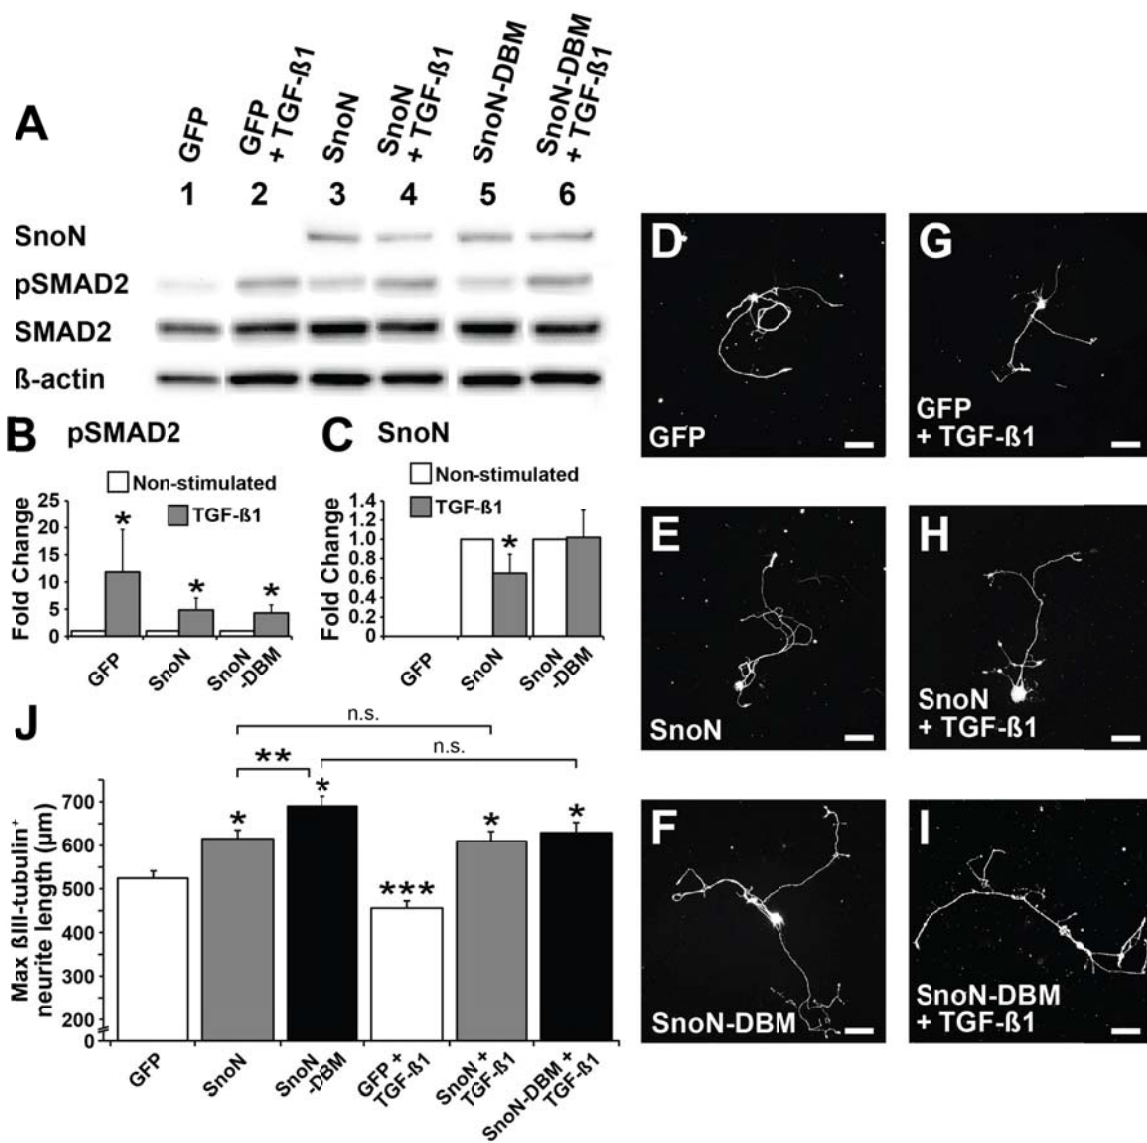 A
GFP
GFP
+ TGF-ß1
SnoN
SnoN
+ TGF-ß1
SnoN-DBM
SnoN-DBM
+ TGF-ß1
1 2 3 4 5 6
SnoN
pSMAD2
SMAD2
ß-actin
B pSMAD2
Non-stimulated
TGF-ß1
Fold Change
25
20
15
10
5
0
*
*
*
GFP
SnoN
SnoN
-DBM
C SnoN
Non-stimulated
TGF-ß1
Fold Change
1.4
1.2
1.0
0.8
0.6
0.4
0.2
0
*
GFP
SnoN
SnoN
-DBM
D
GFP
G
GFP
+ TGF-ß1
E
SnoN
H
SnoN
+ TGF-ß1
F
SnoN-DBM
I
SnoN-DBM
+ TGF-ß1
J
n.s.
n.s.
**
*
*
***
*
*
Max ßIII-tubulin+
neurite length (µm)
700
600
500
400
300
200
0
GFP
SnoN
SnoN
-DBM
GFP +
TGF-ß1
SnoN +
TGF-ß1
SnoN-DBM +
TGF-ß1